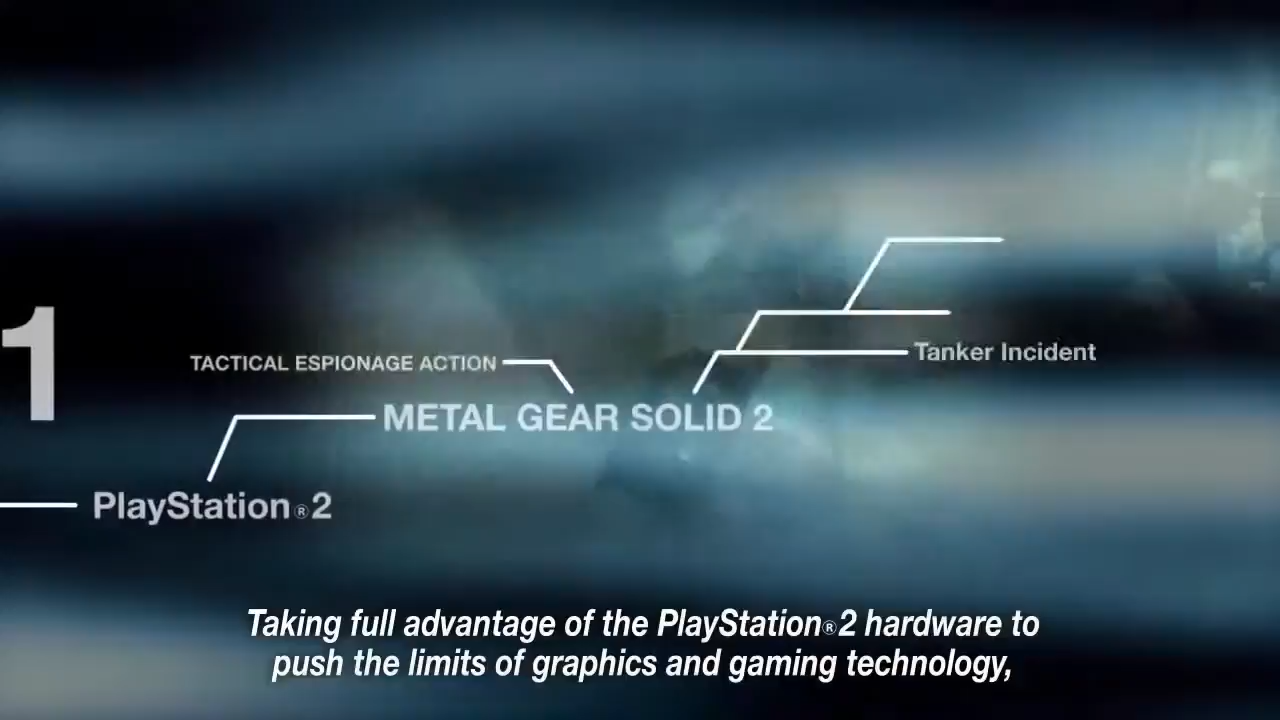 1
TACTICAL ESPIONAGE ACTION
Tanker Incident
METAL GEAR SOLID 2
PlayStation®2
Taking full advantage of the PlayStation®2 hardware to
push the limits of graphics and gaming technology,